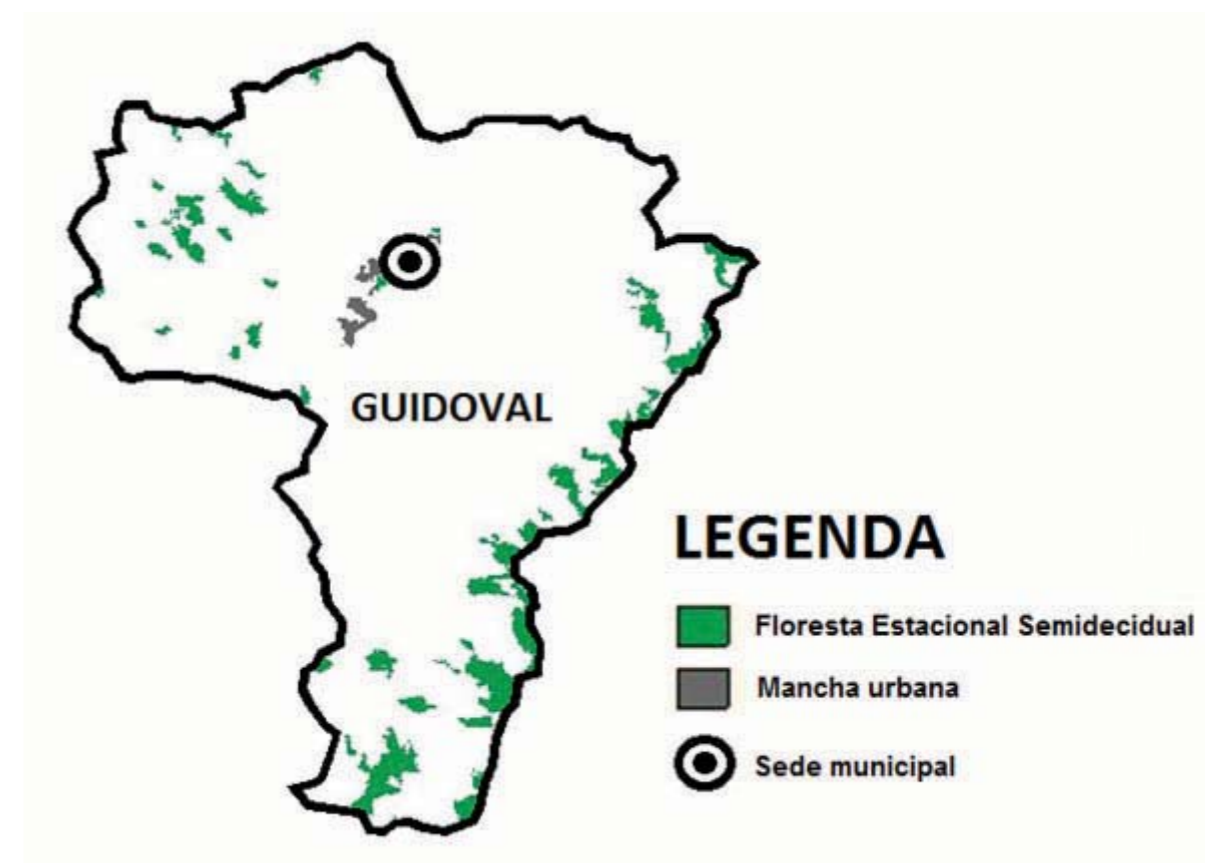 GUIDOVAL
LEGENDA
Floresta Estacional Semidecidual
Mancha urbana
Sede municipal